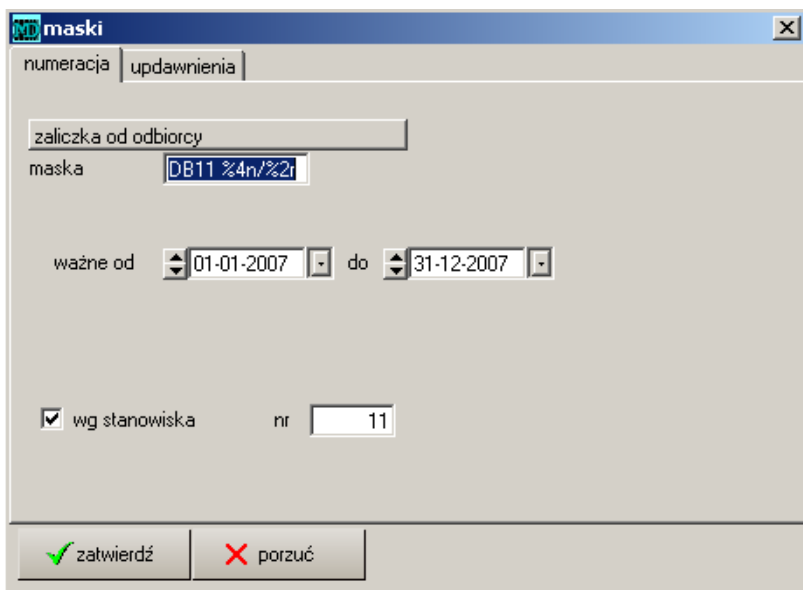 MD maski
numeracja updawnienia
zaliczka od odbiorcy
maska DB11 %4n/%2r
ważne od 01-01-2007 do 31-12-2007
wg stanowiska nr 11
zatwierdź porzuć